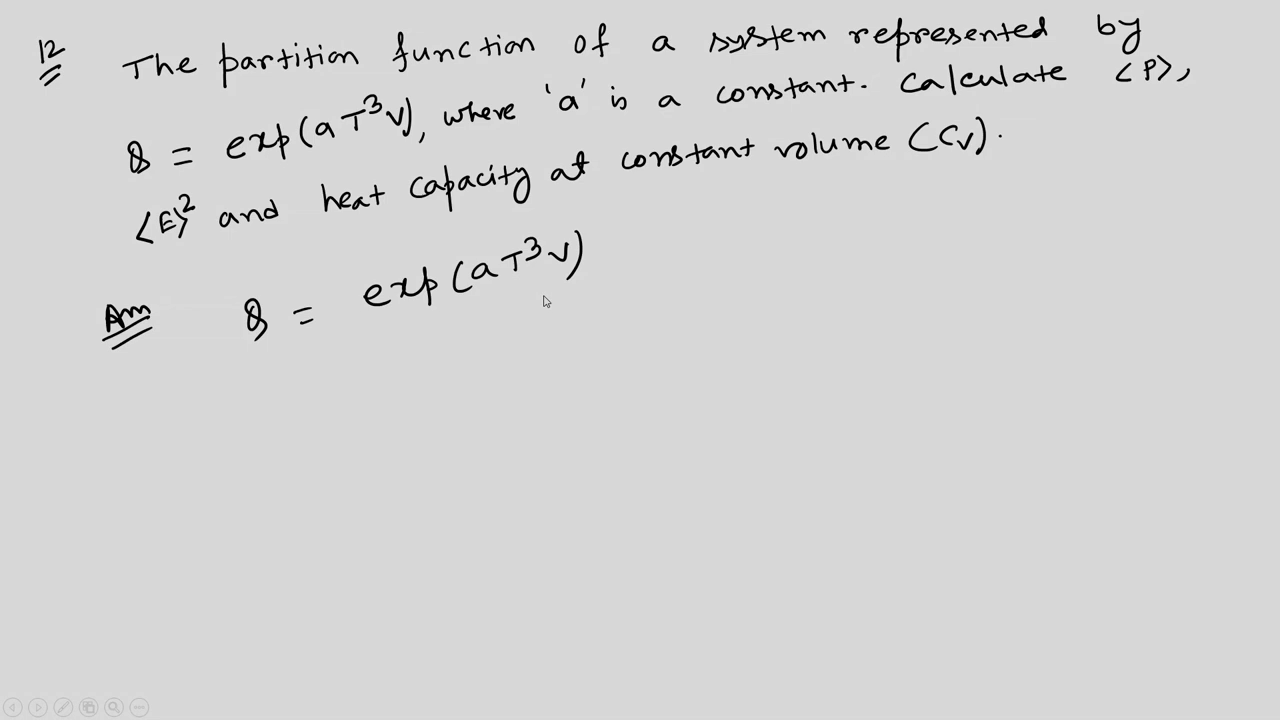 12 The partition function of a system represented by
Q = exp(aT³V), where 'a' is a constant. Calculate <P>,
<E>² and heat capacity at constant volume (Cv).
Ans Q = exp(aT³V)